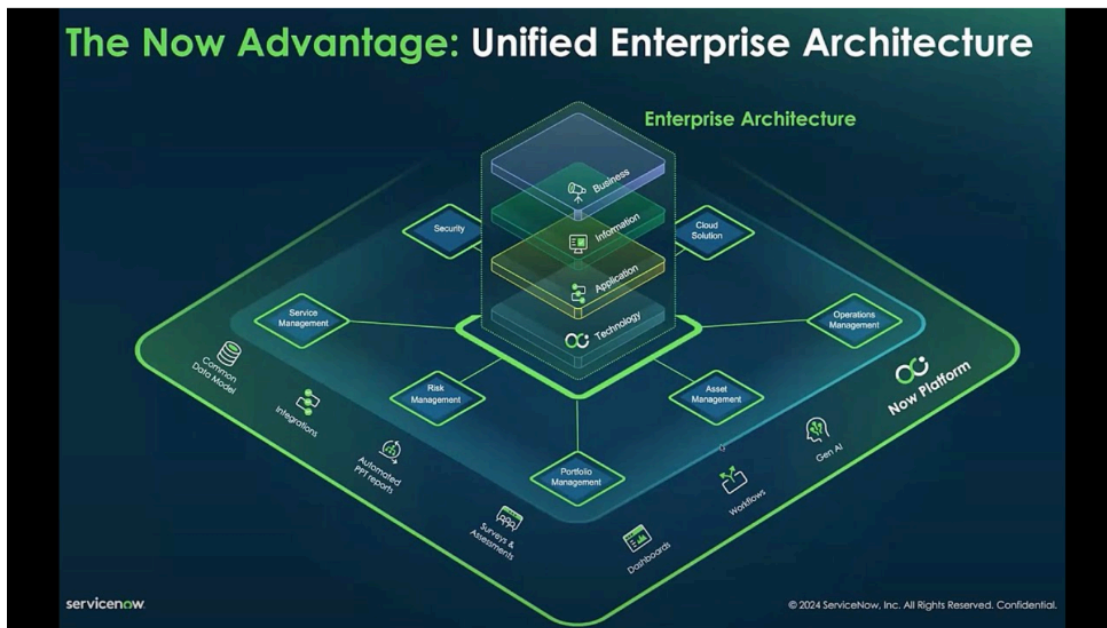 The Now Advantage: Unified Enterprise Architecture
Enterprise Architecture
Business
Information
Application
Technology
Security
Cloud
Solution
Service
Management
Operations
Management
Risk
Management
Asset
Management
Portfolio
Management
Common
Data Model
Integrations
Automated
PPT reports
Surveys &
Assessments
Dashboards
Workflows
Gen AI
Now Platform
servicenow.
© 2024 ServiceNow, Inc. All Rights Reserved. Confidential.